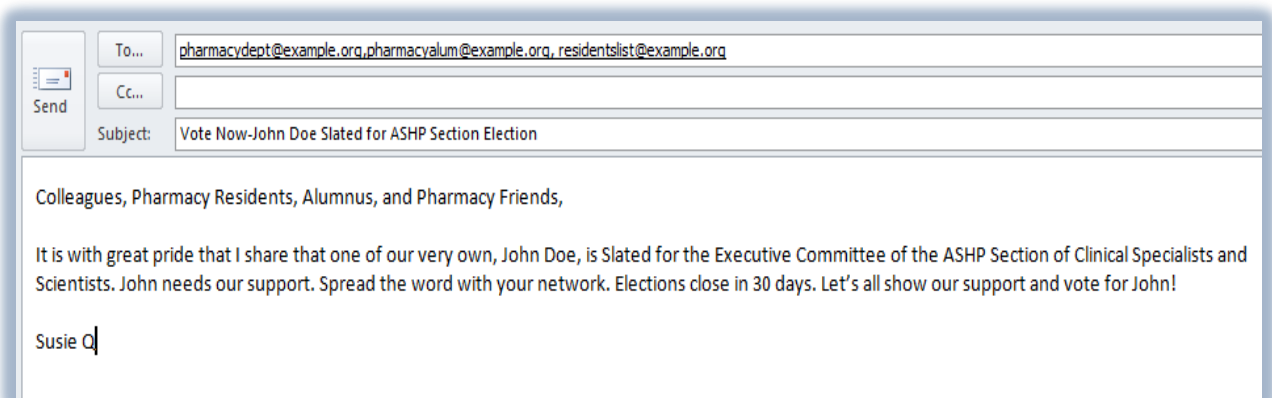 To...
pharmacydept@example.org,pharmacyalum@example.org, residentslist@example.org
Send
Cc...
Subject:
Vote Now-John Doe Slated for ASHP Section Election
Colleagues, Pharmacy Residents, Alumnus, and Pharmacy Friends,
It is with great pride that I share that one of our very own, John Doe, is Slated for the Executive Committee of the ASHP Section of Clinical Specialists and
Scientists. John needs our support. Spread the word with your network. Elections close in 30 days. Let's all show our support and vote for John!
Susie Q